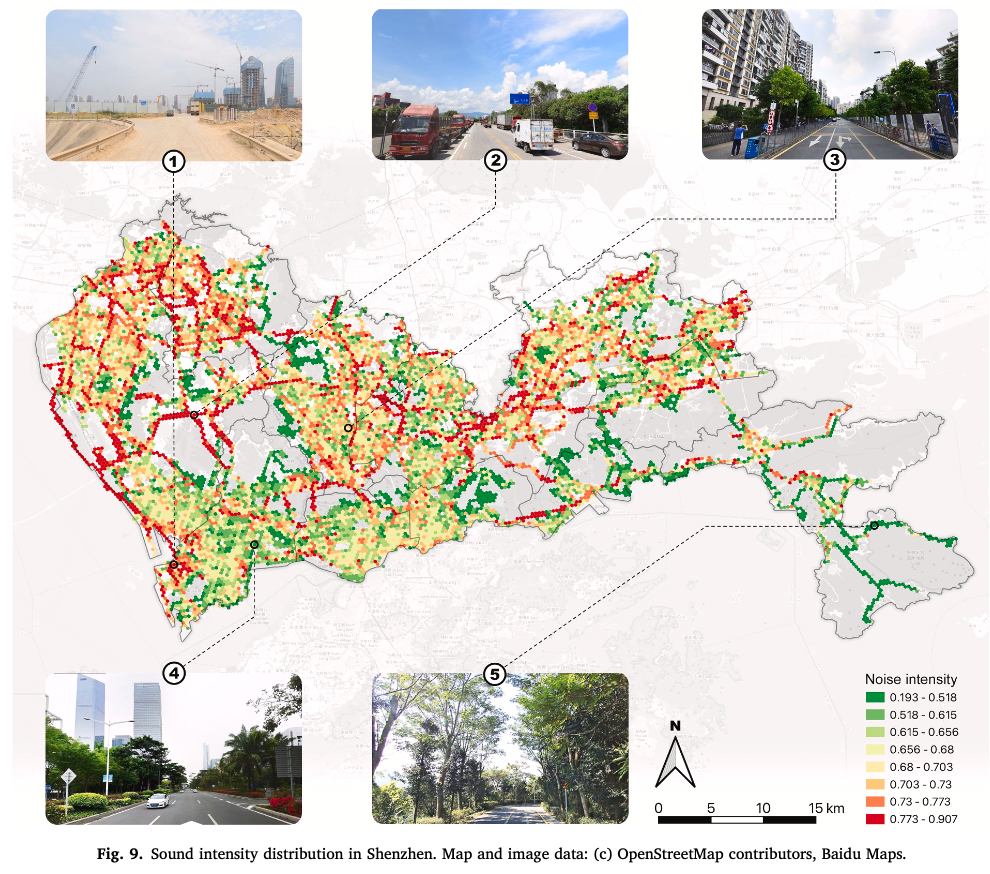 1
2
3
4
5
Noise intensity
0.193 - 0.518
0.518 - 0.615
0.615 - 0.656
0.656 - 0.68
0.68 - 0.703
0.703 - 0.73
0.73 - 0.773
0.773 - 0.907
N
0 5 10 15 km
Fig. 9. Sound intensity distribution in Shenzhen. Map and image data: (c) OpenStreetMap contributors, Baidu Maps.